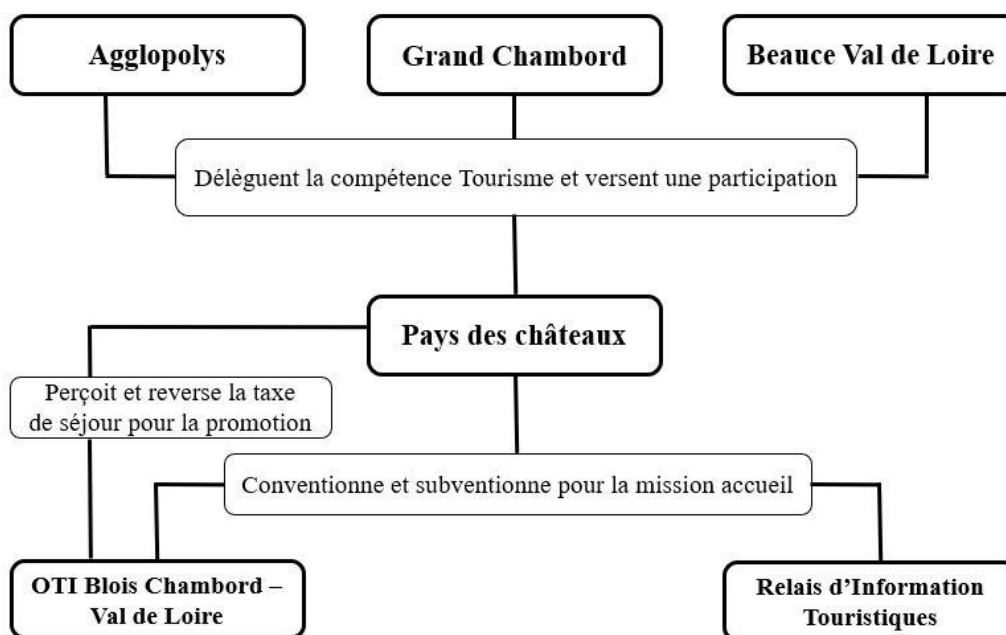 Agglopolys
Grand Chambord
Beauce Val de Loire
Délèguent la compétence Tourisme et versent une participation
Pays des châteaux
Perçoit et reverse la taxe
de séjour pour la promotion
Conventionne et subventionne pour la mission accueil
OTI Blois Chambord –
Val de Loire
Relais d’Information
Touristiques